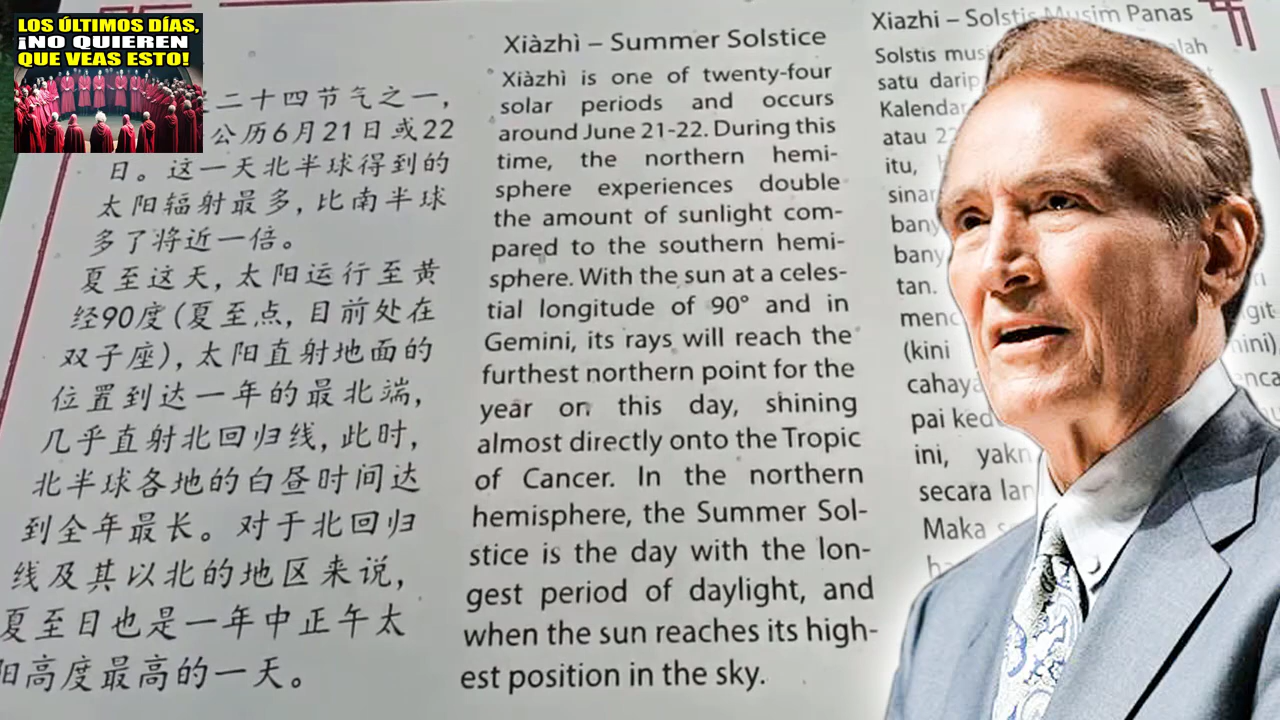 LOS ÚLTIMOS DÍAS,
¡NO QUIEREN
QUE VEAS ESTO!
二十四节气之一，
公历6月21日或22
日。这一天北半球得到的
太阳辐射最多，比南半球
多了将近一倍。
夏至这天，太阳运行至黄
经90度（夏至点，目前处在
双子座），太阳直射地面的
位置到达一年的最北端，
几乎直射北回归线，此时，
北半球各地的白昼时间达
到全年最长。对于北回归
线及其以北的地区来说，
夏至日也是一年中正午太
阳高度最高的一天。
Xiàzhì – Summer Solstice
Xiàzhì is one of twenty-four
solar periods and occurs
around June 21-22. During this
time, the northern hemi-
sphere experiences double
the amount of sunlight com-
pared to the southern hemi-
sphere. With the sun at a celes-
tial longitude of 90° and in
Gemini, its rays will reach the
furthest northern point for the
year on this day, shining
almost directly onto the Tropic
of Cancer. In the northern
hemisphere, the Summer Sol-
stice is the day with the lon-
gest period of daylight, and
when the sun reaches its high-
est position in the sky.
Xiazhi – Solstis Musim Panas
Solstis
satu
Kalendar
atau
itu,
tan.
(kini
ini,
secara
Maka